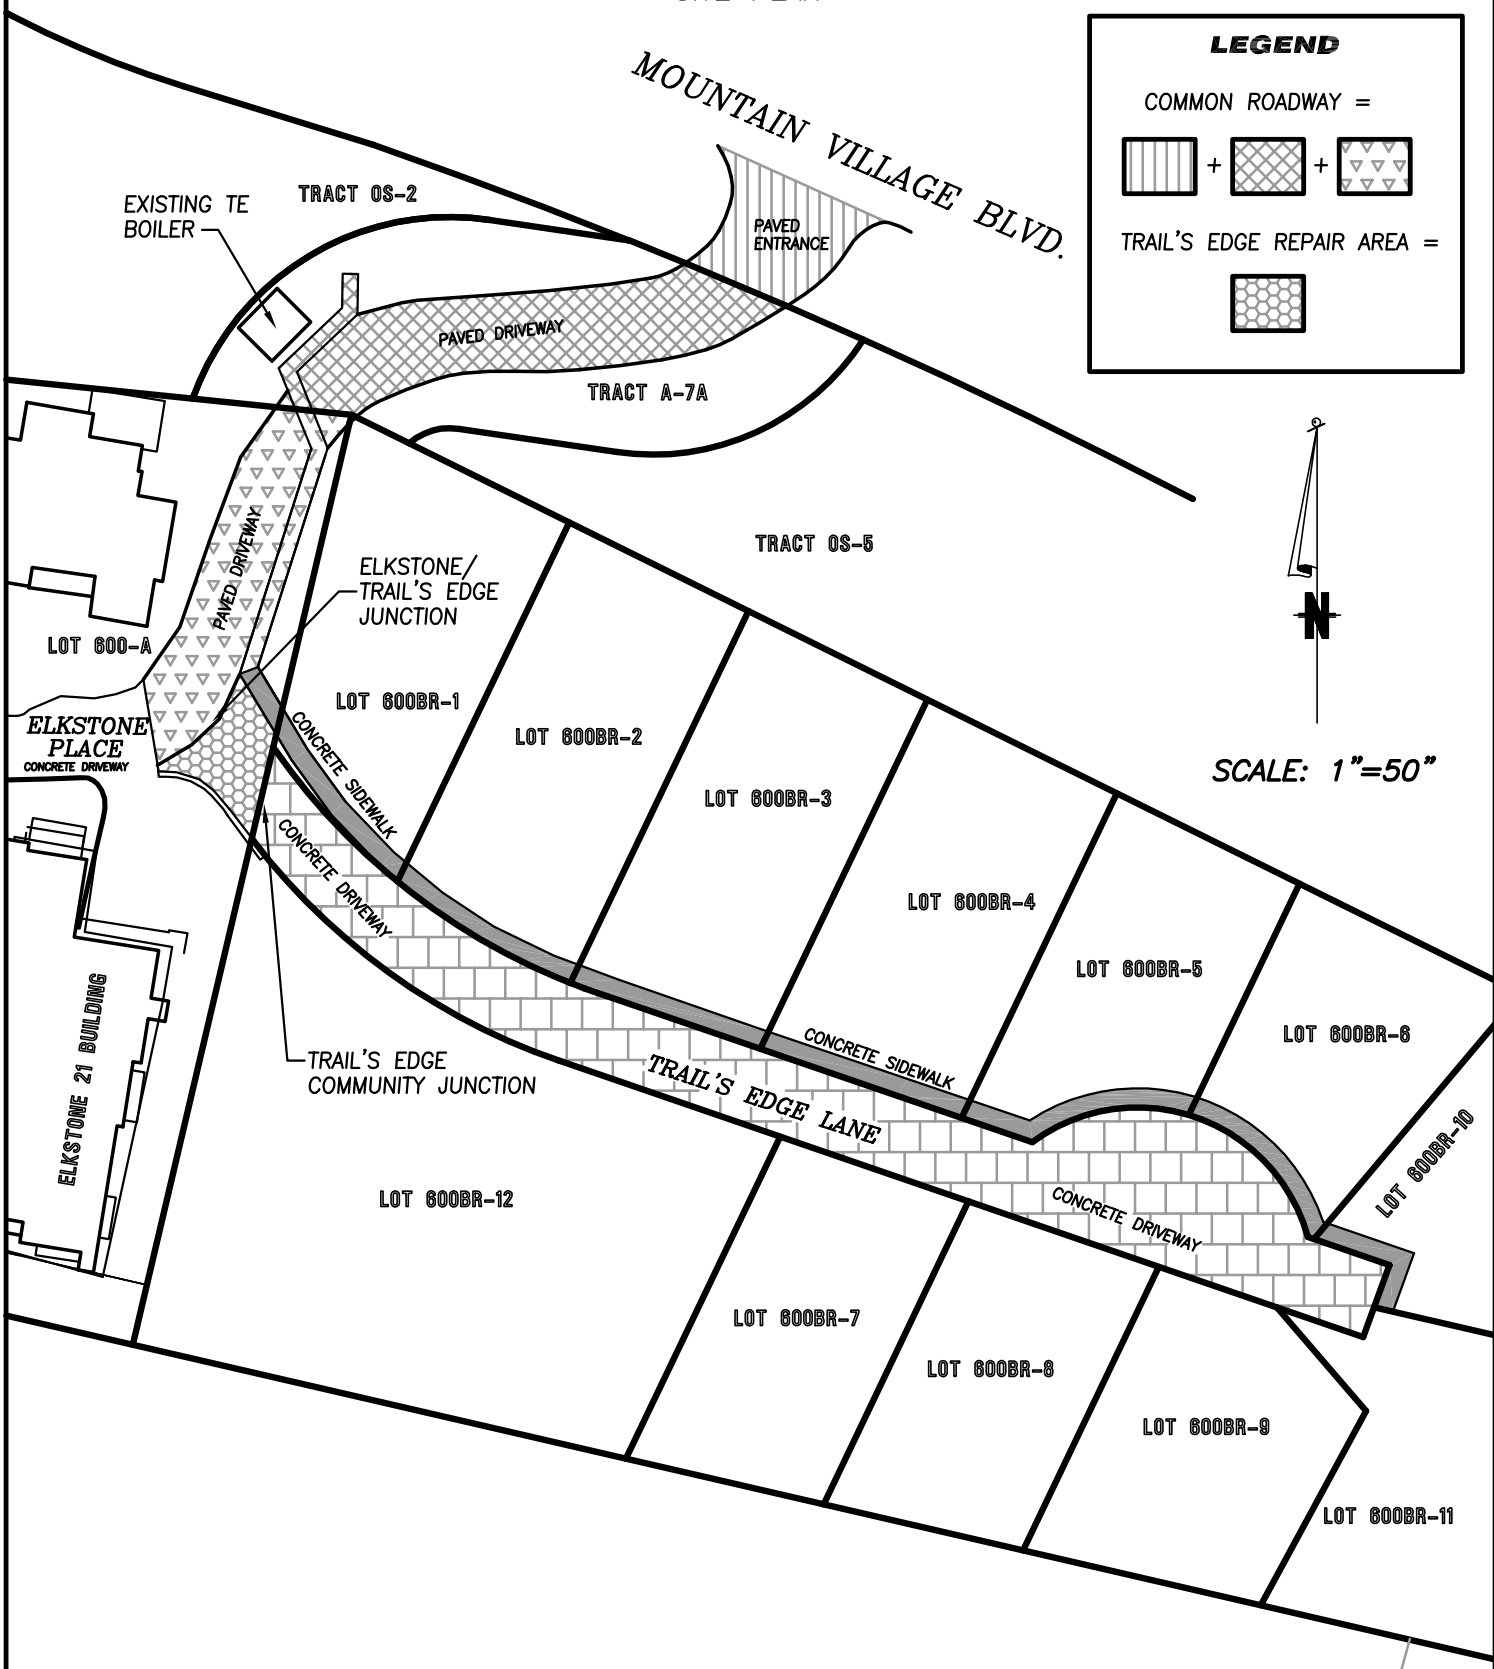 LEGEND
COMMON ROADWAY =
+ +
TRAIL'S EDGE REPAIR AREA =
MOUNTAIN VILLAGE BLVD.
TRACT OS-2
EXISTING TE
BOILER
PAVED
ENTRANCE
PAVED DRIVEWAY
TRACT A-7A
TRACT OS-5
PAVED DRIVEWAY
ELKSTONE/
TRAIL'S EDGE
JUNCTION
LOT 600-A
N
LOT 600BR-1
LOT 600BR-2
ELKSTONE
PLACE
CONCRETE DRIVEWAY
CONCRETE SIDEWALK
SCALE: 1"=50"
LOT 600BR-3
CONCRETE DRIVEWAY
LOT 600BR-4
LOT 600BR-5
LOT 600BR-6
ELKSTONE 21 BUILDING
TRAIL'S EDGE
COMMUNITY JUNCTION
CONCRETE SIDEWALK
TRAIL'S EDGE LANE
LOT 600BR-10
LOT 600BR-12
CONCRETE DRIVEWAY
LOT 600BR-7
LOT 600BR-8
LOT 600BR-9
LOT 600BR-11